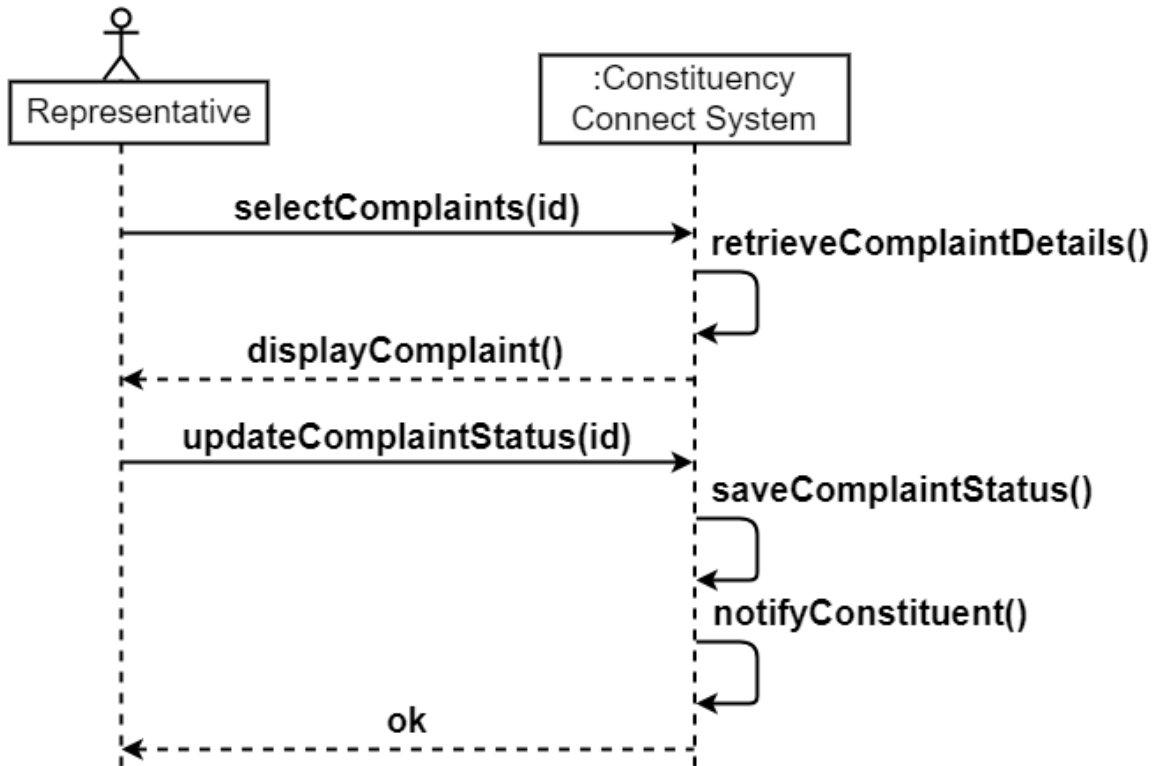 Representative
:Constituency
Connect System
selectComplaints(id)
retrieveComplaintDetails()
displayComplaint()
updateComplaintStatus(id)
saveComplaintStatus()
notifyConstituent()
ok